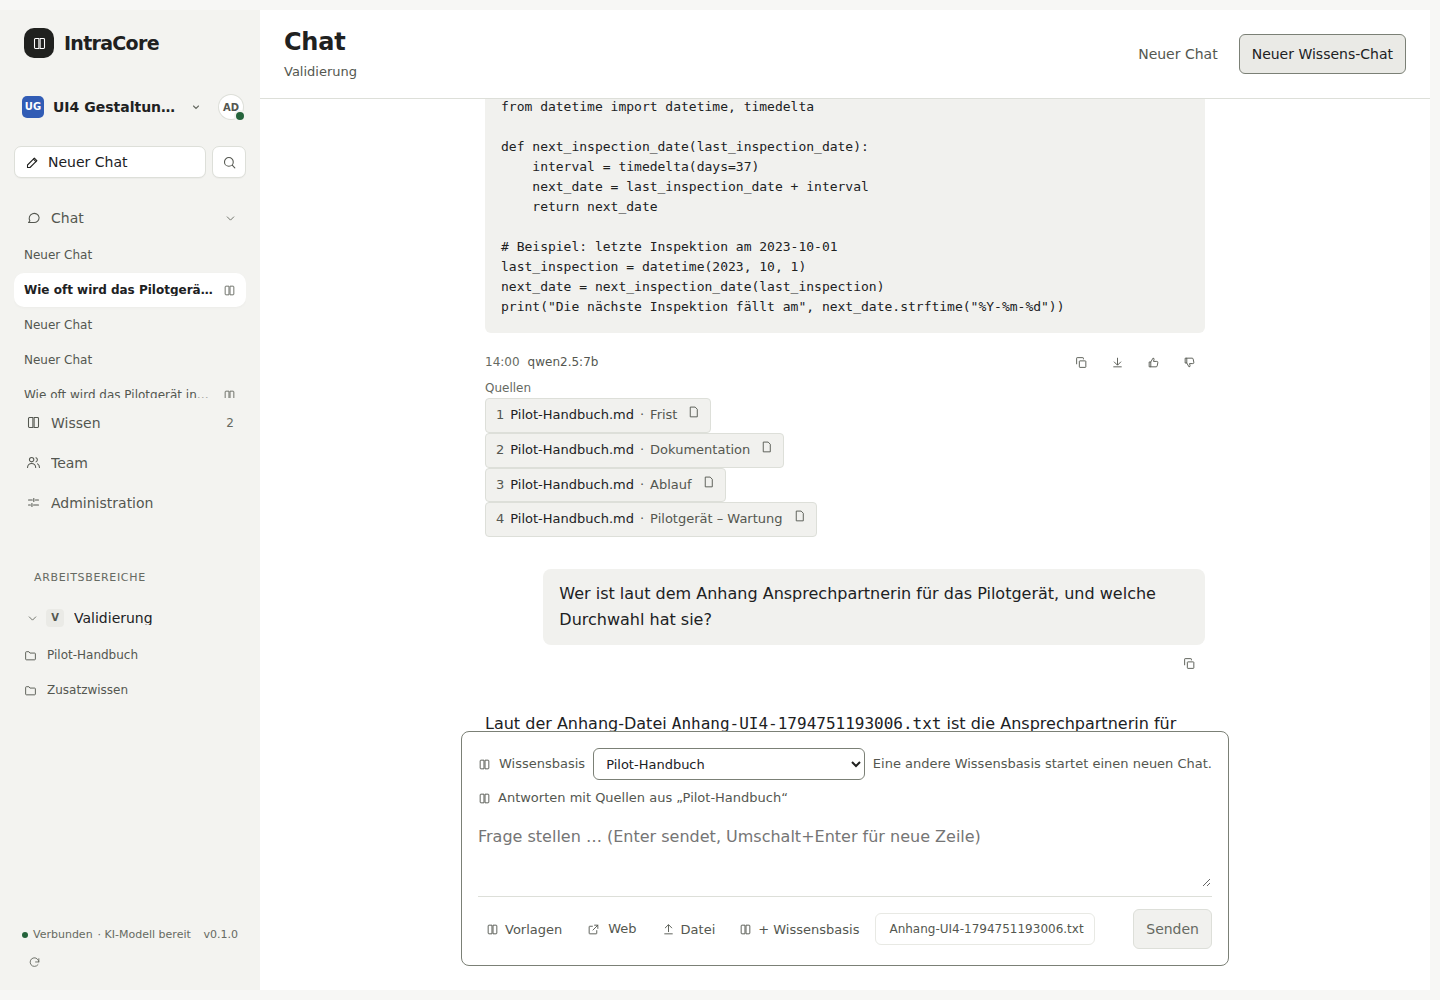 IntraCore
UG UI4 Gestaltun... AD
Neuer Chat
Chat
Neuer Chat
Wie oft wird das Pilotgerä...
Neuer Chat
Neuer Chat
Wie oft wird das Pilotgerät in...
Wissen 2
Team
Administration
ARBEITSBEREICHE
V Validierung
Pilot-Handbuch
Zusatzwissen
Verbunden · KI-Modell bereit v0.1.0
Chat
Validierung
Neuer Chat
Neuer Wissens-Chat
from datetime import datetime, timedelta
def next_inspection_date(last_inspection_date):
    interval = timedelta(days=37)
    next_date = last_inspection_date + interval
    return next_date
# Beispiel: letzte Inspektion am 2023-10-01
last_inspection = datetime(2023, 10, 1)
next_date = next_inspection_date(last_inspection)
print("Die nächste Inspektion fällt am", next_date.strftime("%Y-%m-%d"))
14:00 qwen2.5:7b
Quellen
1 Pilot-Handbuch.md · Frist
2 Pilot-Handbuch.md · Dokumentation
3 Pilot-Handbuch.md · Ablauf
4 Pilot-Handbuch.md · Pilotgerät – Wartung
Wer ist laut dem Anhang Ansprechpartnerin für das Pilotgerät, und welche
Durchwahl hat sie?
Laut der Anhang-Datei Anhang-UI4-1794751193006.txt ist die Ansprechpartnerin für
Wissensbasis Pilot-Handbuch Eine andere Wissensbasis startet einen neuen Chat.
Antworten mit Quellen aus „Pilot-Handbuch“
Frage stellen … (Enter sendet, Umschalt+Enter für neue Zeile)
Vorlagen Web Datei + Wissensbasis Anhang-UI4-1794751193006.txt Senden